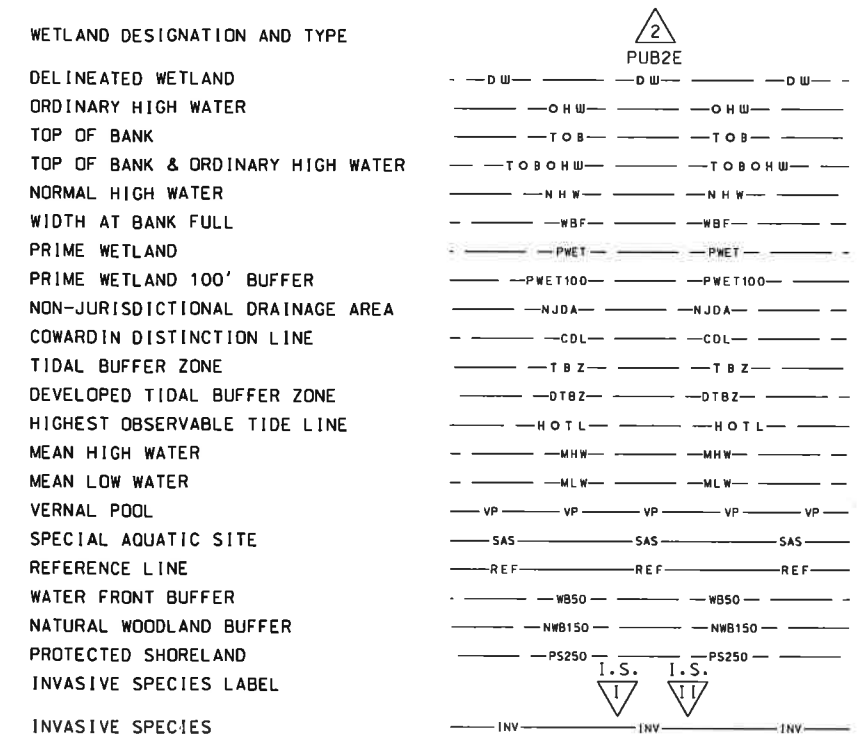 WETLAND DESIGNATION AND TYPE 2
PUB2E
DELINEATED WETLAND DW DW DW
ORDINARY HIGH WATER OHW OHW
TOP OF BANK TOB TOB
TOP OF BANK & ORDINARY HIGH WATER TOBOHW TOBOHW
NORMAL HIGH WATER NHW NHW
WIDTH AT BANK FULL WBF WBF
PRIME WETLAND PWET PWET
PRIME WETLAND 100' BUFFER PWET100 PWET100
NON-JURISDICTIONAL DRAINAGE AREA NJDA NJDA
COWARDIN DISTINCTION LINE CDL CDL
TIDAL BUFFER ZONE TBZ TBZ
DEVELOPED TIDAL BUFFER ZONE DTBZ DTBZ
HIGHEST OBSERVABLE TIDE LINE HOTL HOTL
MEAN HIGH WATER MHW MHW
MEAN LOW WATER MLW MLW
VERNAL POOL VP VP VP VP VP
SPECIAL AQUATIC SITE SAS SAS SAS
REFERENCE LINE REF REF REF
WATER FRONT BUFFER WB50 WB50
NATURAL WOODLAND BUFFER NWB150 NWB150
PROTECTED SHORELAND PS250 PS250
I.S. I.S.
INVASIVE SPECIES LABEL I II
INVASIVE SPECIES INV INV INV